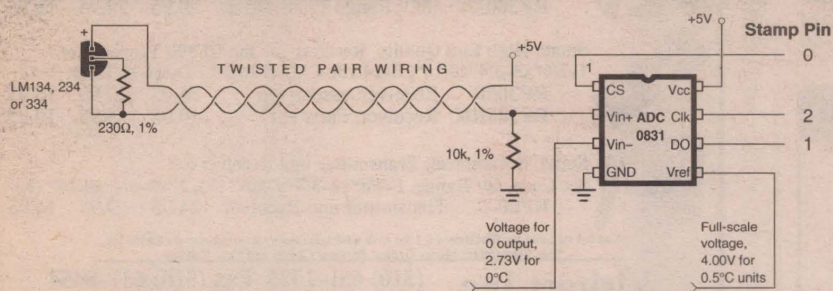 +5V
Stamp Pin
+
+5V
0
LM134, 234
or 334
TWISTED PAIR WIRING
1
CS
Vcc
230Ω, 1%
Vin+
ADC
0831
Clk
2
Vin–
DO
1
10k, 1%
GND
Vref
Voltage for
0 output,
2.73V for
0°C
Full-scale
voltage,
4.00V for
0.5°C units